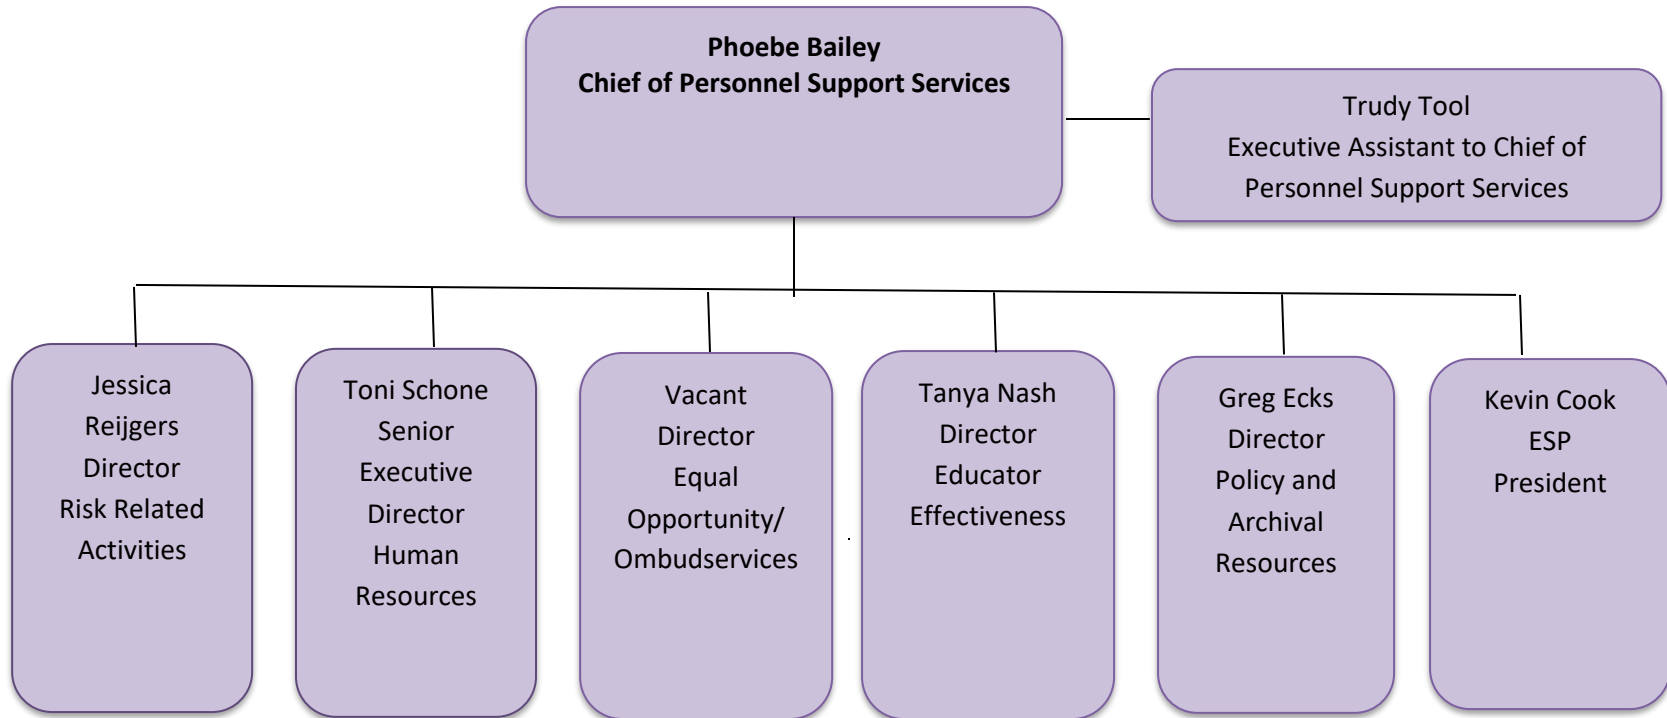 Phoebe Bailey
Chief of Personnel Support Services
Trudy Tool
Executive Assistant to Chief of
Personnel Support Services
Jessica
Reijgers
Director
Risk Related
Activities
Toni Schone
Senior
Executive
Director
Human
Resources
Vacant
Director
Equal
Opportunity/
Ombudservices
Tanya Nash
Director
Educator
Effectiveness
Greg Ecks
Director
Policy and
Archival
Resources
Kevin Cook
ESP
President